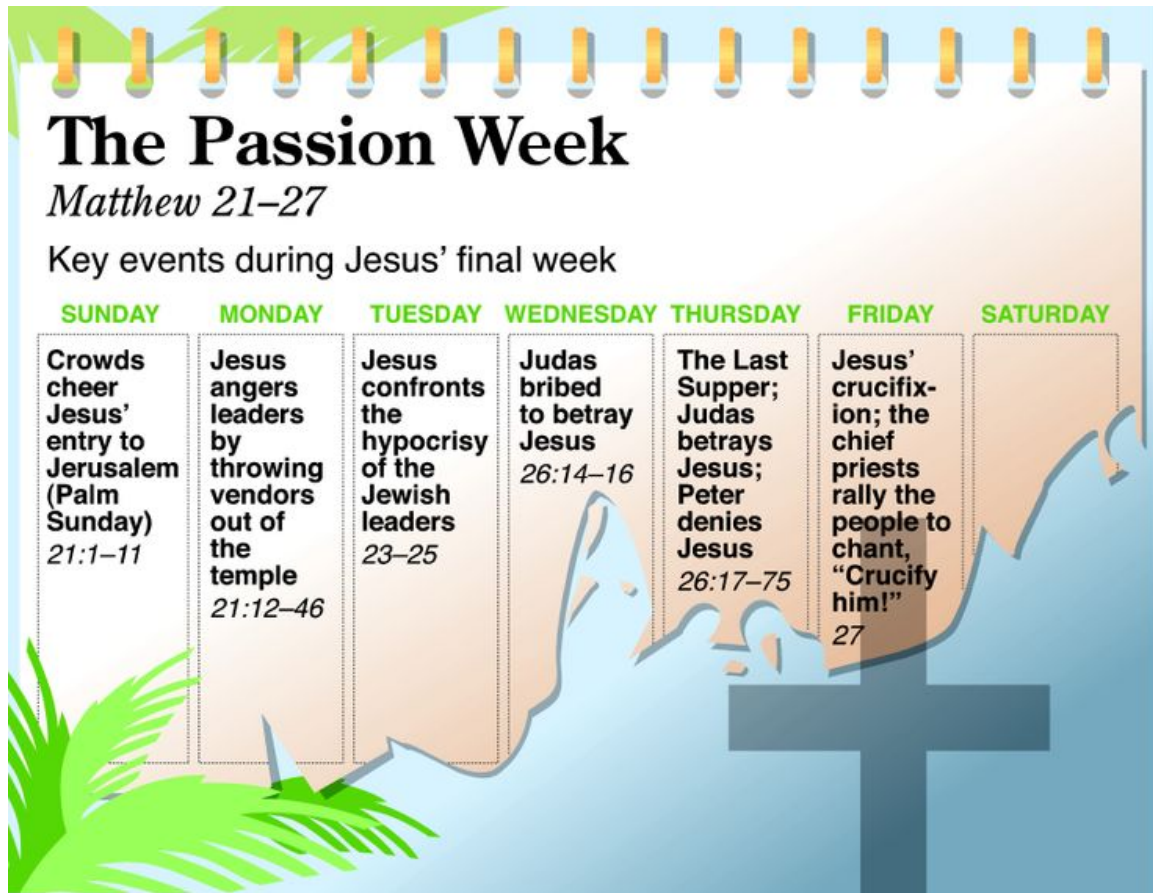 The Passion Week
Matthew 21–27
Key events during Jesus’ final week
SUNDAY
Crowds
cheer
Jesus’
entry to
Jerusalem
(Palm
Sunday)
21:1–11
MONDAY
Jesus
angers
leaders
by
throwing
vendors
out of
the
temple
21:12–46
TUESDAY
Jesus
confronts
the
hypocrisy
of the
Jewish
leaders
23–25
WEDNESDAY
Judas
bribed
to betray
Jesus
26:14–16
THURSDAY
The Last
Supper;
Judas
betrays
Jesus;
Peter
denies
Jesus
26:17–75
FRIDAY
Jesus’
crucifix-
ion; the
chief
priests
rally the
people to
chant,
“Crucify
him!”
27
SATURDAY